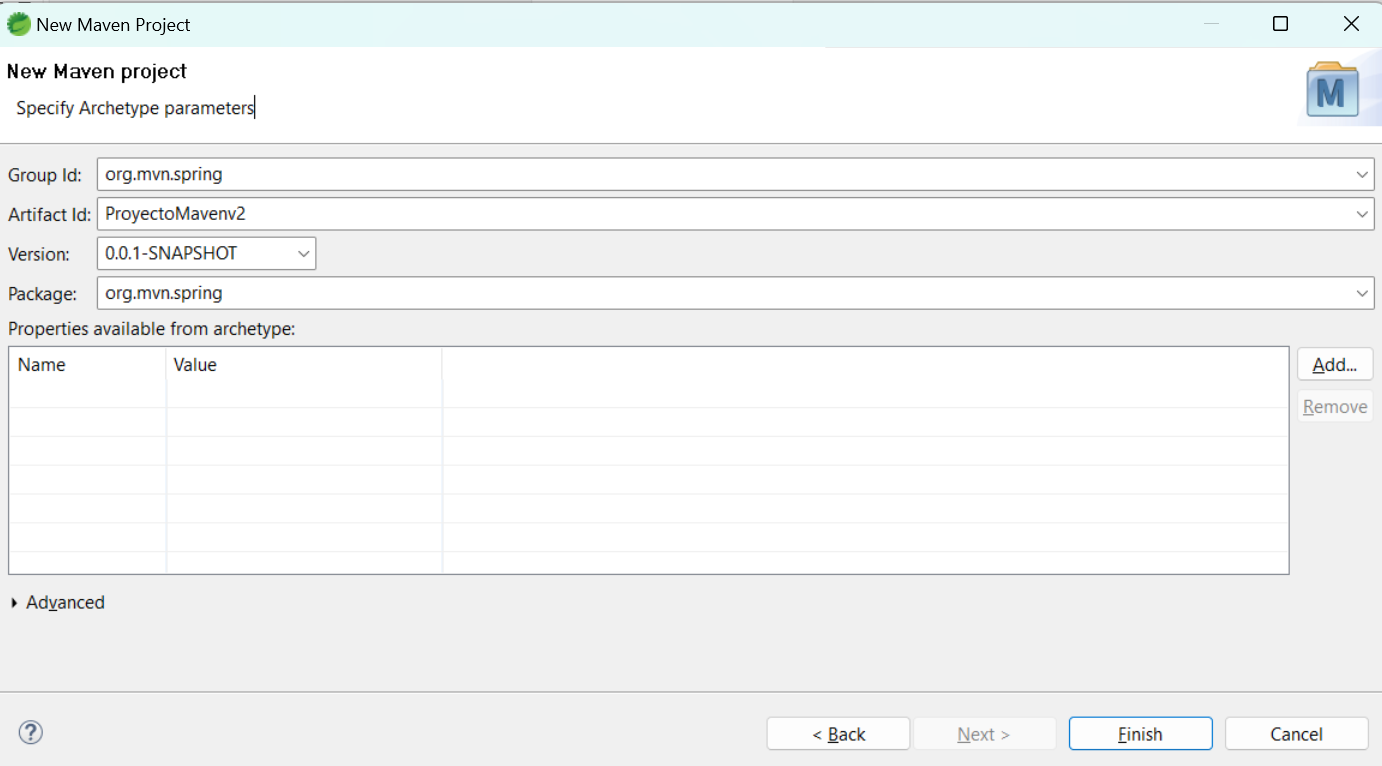 New Maven Project
New Maven project
Specify Archetype parameters
Group Id: org.mvn.spring
Artifact Id: ProyectoMavenv2
Version: 0.0.1-SNAPSHOT
Package: org.mvn.spring
Properties available from archetype:
Name Value
Add...
Remove
Advanced
? < Back Next > Finish Cancel